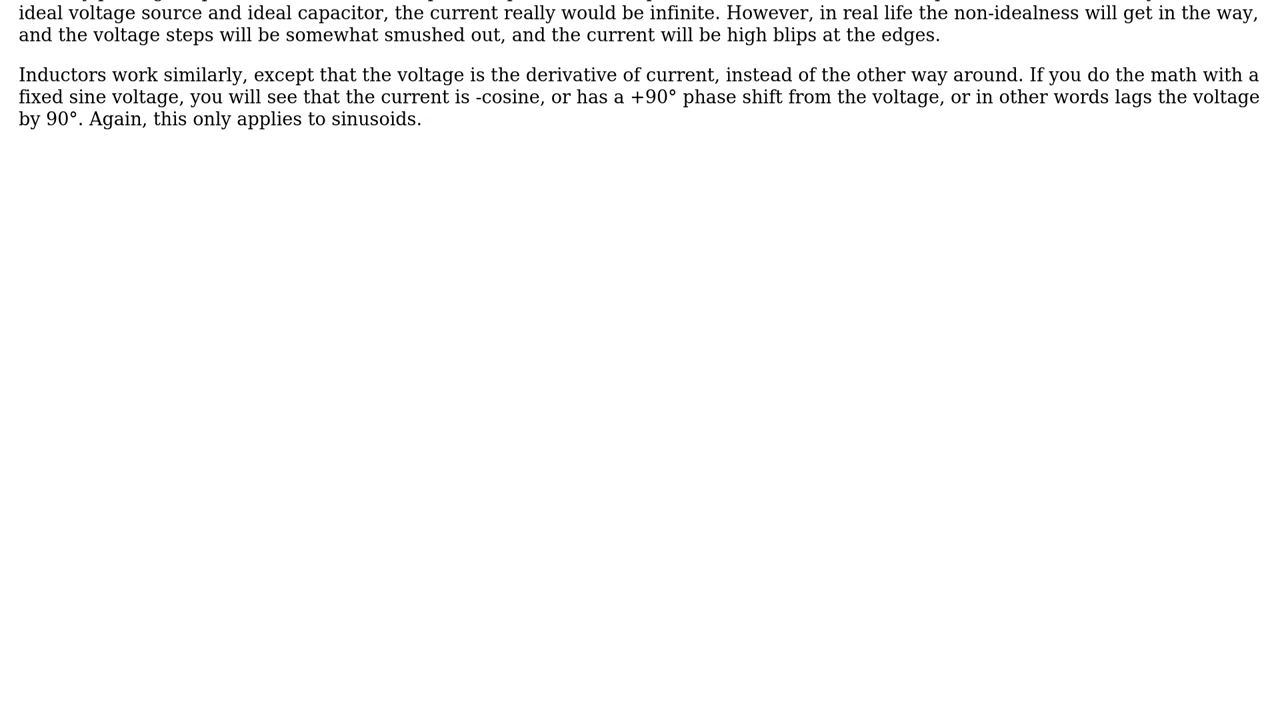 ideal voltage source and ideal capacitor, the current really would be infinite. However, in real life the non-idealness will get in the way,
and the voltage steps will be somewhat smushed out, and the current will be high blips at the edges.
Inductors work similarly, except that the voltage is the derivative of current, instead of the other way around. If you do the math with a
fixed sine voltage, you will see that the current is -cosine, or has a +90° phase shift from the voltage, or in other words lags the voltage
by 90°. Again, this only applies to sinusoids.